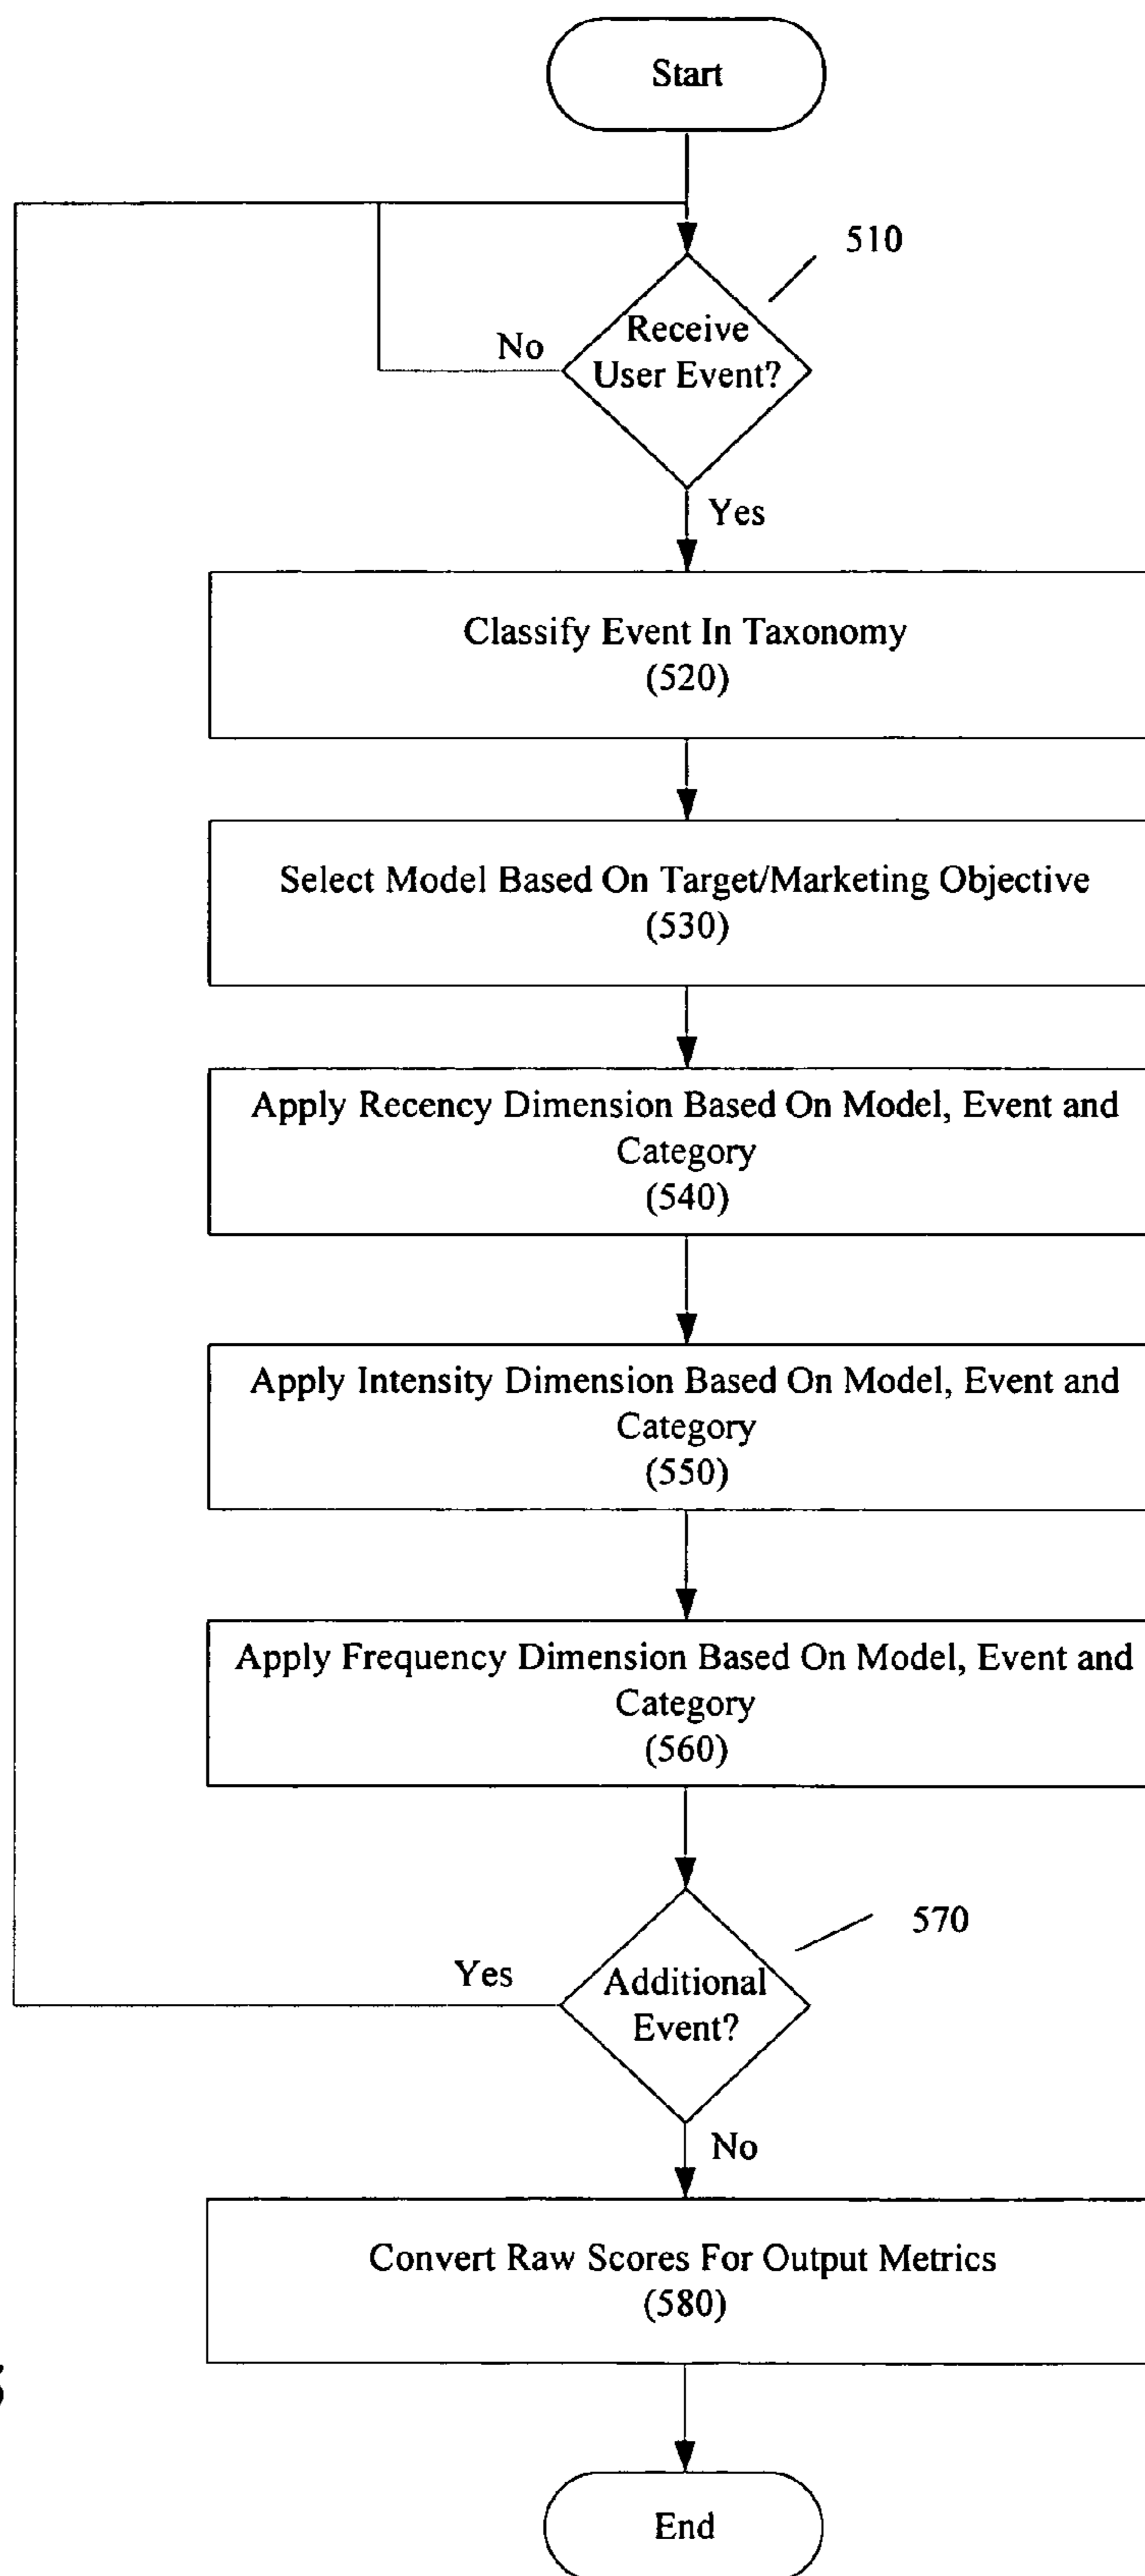 Start
510
Receive
User Event?
No
Yes
Classify Event In Taxonomy
(520)
Select Model Based On Target/Marketing Objective
(530)
Apply Recency Dimension Based On Model, Event and
Category
(540)
Apply Intensity Dimension Based On Model, Event and
Category
(550)
Apply Frequency Dimension Based On Model, Event and
Category
(560)
570
Yes
Additional
Event?
No
Convert Raw Scores For Output Metrics
(580)
End